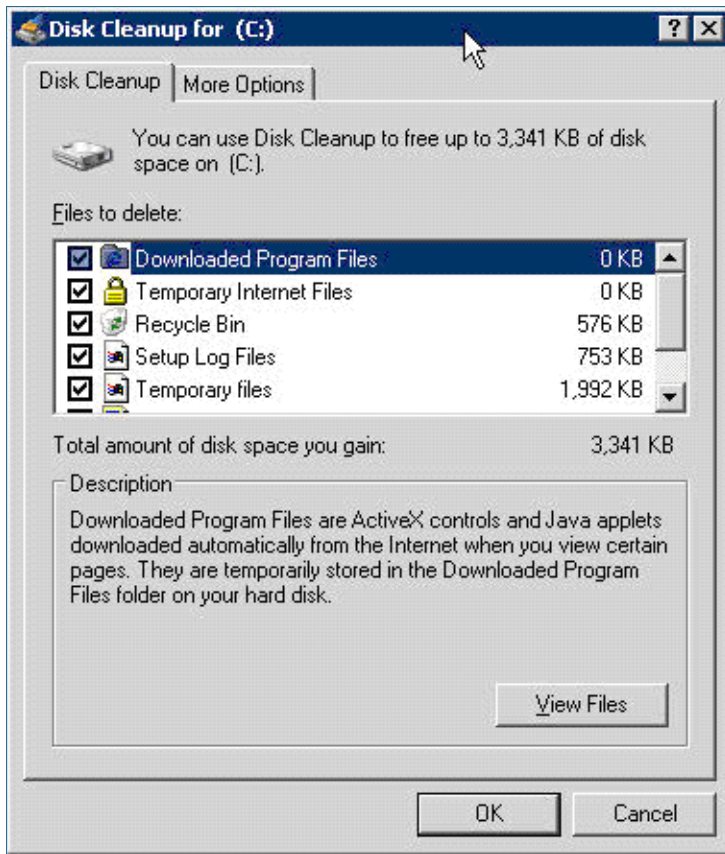 Disk Cleanup for (C:)
?
Disk Cleanup
More Options
You can use Disk Cleanup to free up to 3,341 KB of disk
space on (C:).
Files to delete:
Downloaded Program Files 0 KB
Temporary Internet Files 0 KB
Recycle Bin 576 KB
Setup Log Files 753 KB
Temporary files 1,992 KB
Total amount of disk space you gain: 3,341 KB
Description
Downloaded Program Files are ActiveX controls and Java applets
downloaded automatically from the Internet when you view certain
pages. They are temporarily stored in the Downloaded Program
Files folder on your hard disk.
View Files
OK
Cancel